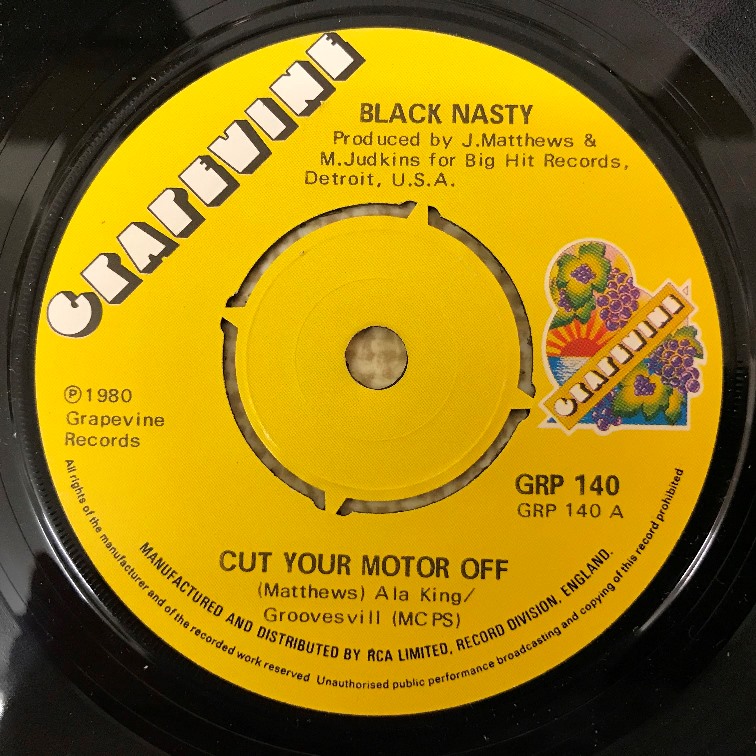 GRAPEVINE
BLACK NASTY
Produced by J.Matthews &
M.Judkins for Big Hit Records,
Detroit, U.S.A.
GRAPEVINE
℗1980
Grapevine
Records
GRP 140
GRP 140 A
CUT YOUR MOTOR OFF
(Matthews) Ala King/
Groovesvill (MCPS)
MANUFACTURED AND DISTRIBUTED BY RCA LIMITED, RECORD DIVISION, ENGLAND.
All rights of the manufacturer and of the recorded work reserved Unauthorised public performance broadcasting and copying of this record prohibited